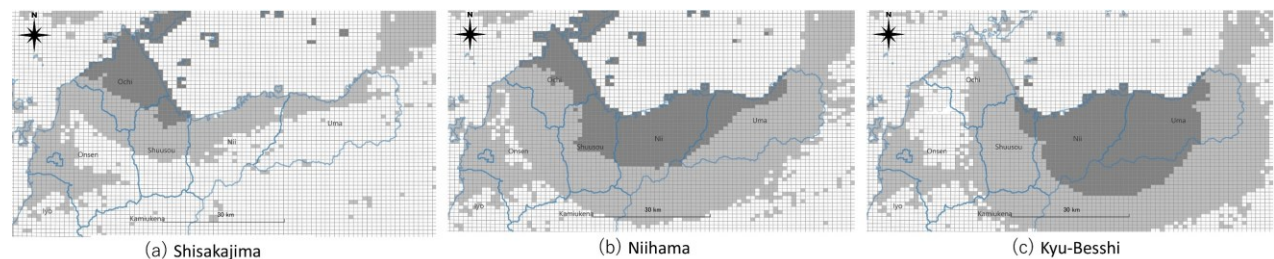 N
Ochi
Uma
Nii
Shuusou
Onsen
Iyo
30 km
Kamiukena
(a) Shisakajima
N
Ochi
Uma
Nii
Shuusou
Onsen
Iyo
30 km
Kamiukena
(b) Niihama
N
Ochi
Uma
Nii
Shuusou
Onsen
Iyo
30 km
Kamiukena
(c) Kyu-Besshi